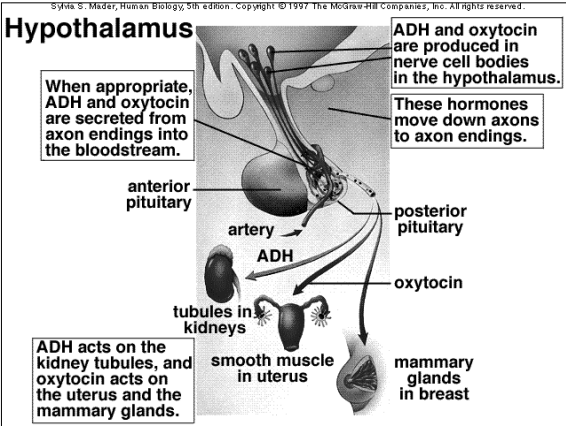 Sylvia S. Mader, Human Biology, 5th edition. Copyright © 1997 The McGraw-Hill Companies, Inc. All rights reserved.
Hypothalamus
ADH and oxytocin
are produced in
nerve cell bodies
in the hypothalamus.
When appropriate,
ADH and oxytocin
are secreted from
axon endings into
the bloodstream.
These hormones
move down axons
to axon endings.
anterior
pituitary
posterior
pituitary
artery
ADH
oxytocin
tubules in
kidneys
smooth muscle
in uterus
mammary
glands
in breast
ADH acts on the
kidney tubules, and
oxytocin acts on
the uterus and the
mammary glands.